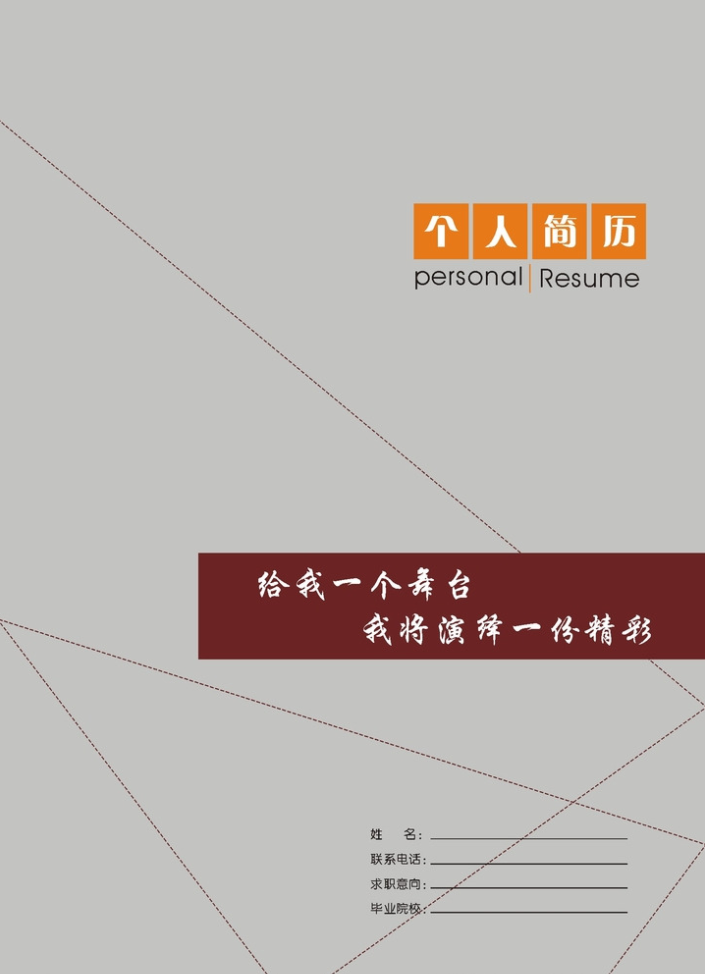 个人简历
personal Resume
给我一个舞台
我将演绎一份精彩
姓 名：
联系电话：
求职意向：
毕业院校：